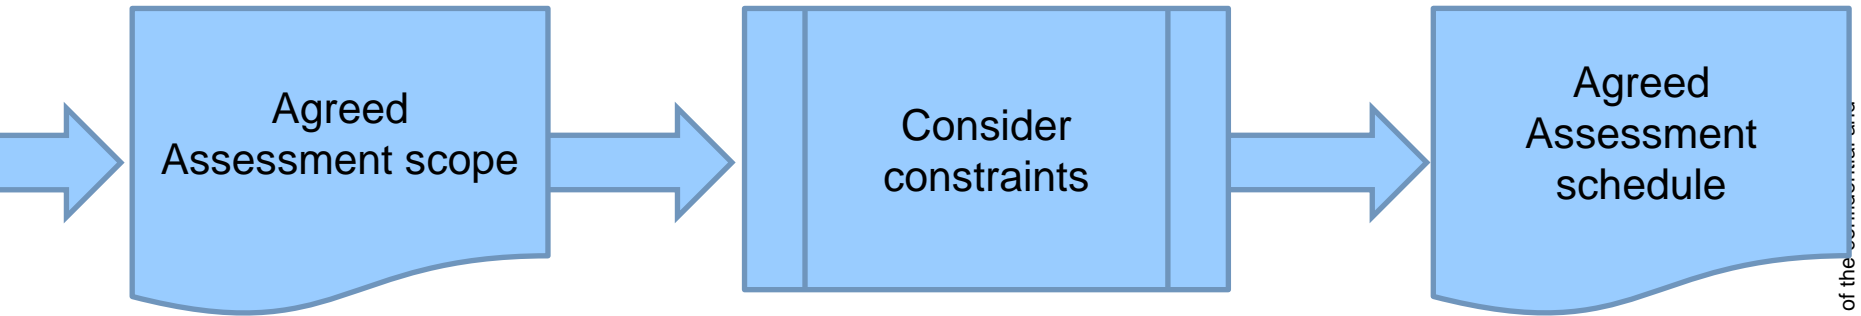 Agreed
Assessment scope
Consider
constraints
Agreed
Assessment
schedule
of the